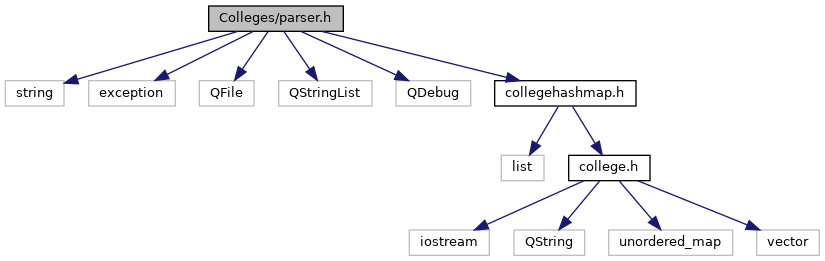 Colleges/parser.h
string
exception
QFile
QStringList
QDebug
collegehashmap.h
list
college.h
iostream
QString
unordered_map
vector